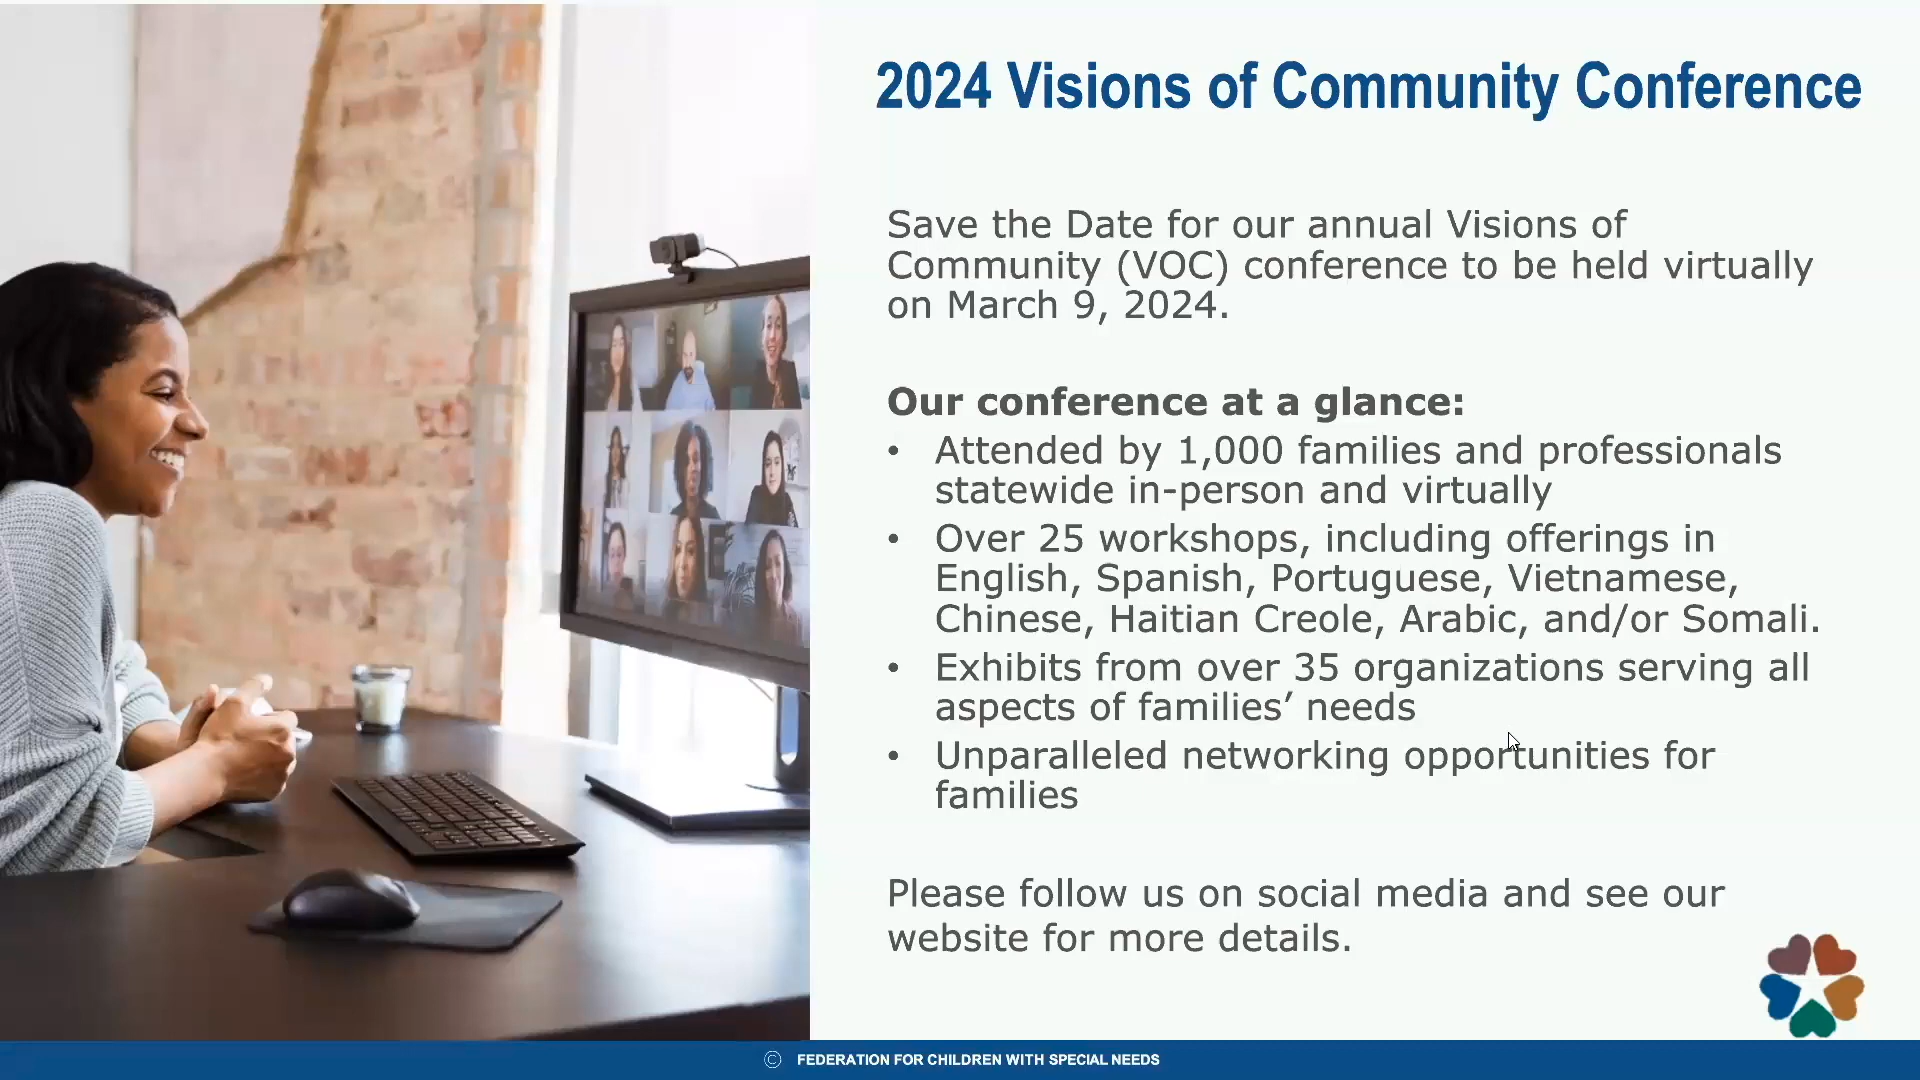 2024 Visions of Community Conference
Save the Date for our annual Visions of
Community (VOC) conference to be held virtually
on March 9, 2024.
Our conference at a glance:
• Attended by 1,000 families and professionals
statewide in-person and virtually
• Over 25 workshops, including offerings in
English, Spanish, Portuguese, Vietnamese,
Chinese, Haitian Creole, Arabic, and/or Somali.
• Exhibits from over 35 organizations serving all
aspects of families’ needs
• Unparalleled networking opportunities for
families
Please follow us on social media and see our
website for more details.
© FEDERATION FOR CHILDREN WITH SPECIAL NEEDS